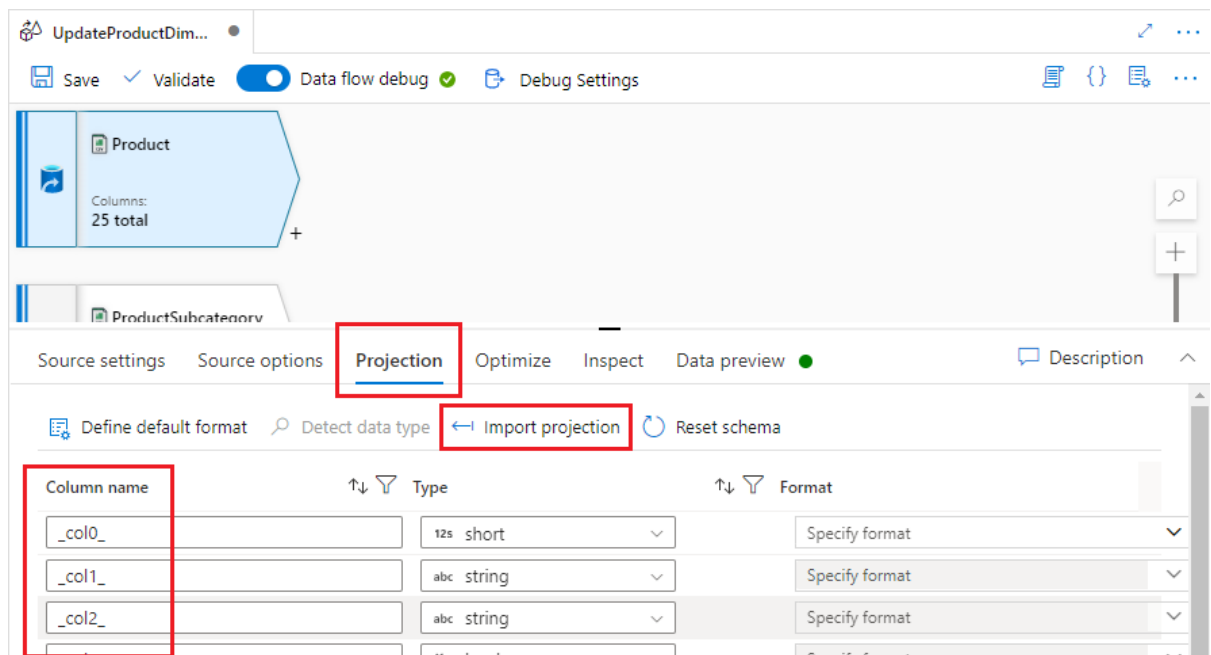 UpdateProductDim...
Save Validate Data flow debug Debug Settings
Product
Columns:
25 total
ProductSubcategory
Source settings Source options Projection Optimize Inspect Data preview Description
Define default format Detect data type Import projection Reset schema
Column name Type Format
_col0_ 12s short Specify format
_col1_ abc string Specify format
_col2_ abc string Specify format